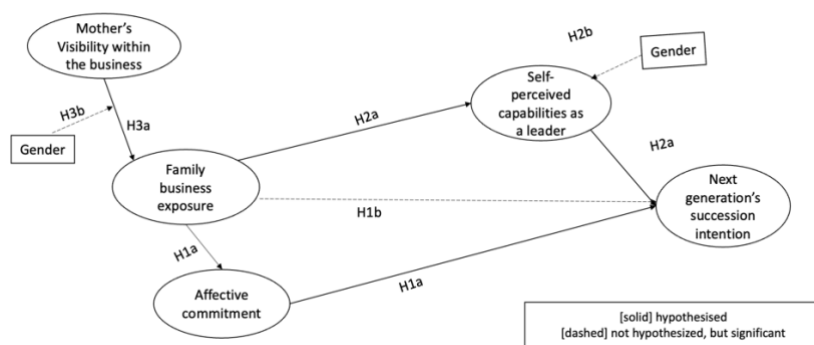 Mother's
Visibility within
the business
H2b
Gender
Self-
perceived
capabilities as
a leader
H3b
H3a
Gender
H2a
H2a
Family
business
exposure
Next
generation's
succession
intention
H1b
H1a
Affective
commitment
H1a
[solid] hypothesised
[dashed] not hypothesized, but significant